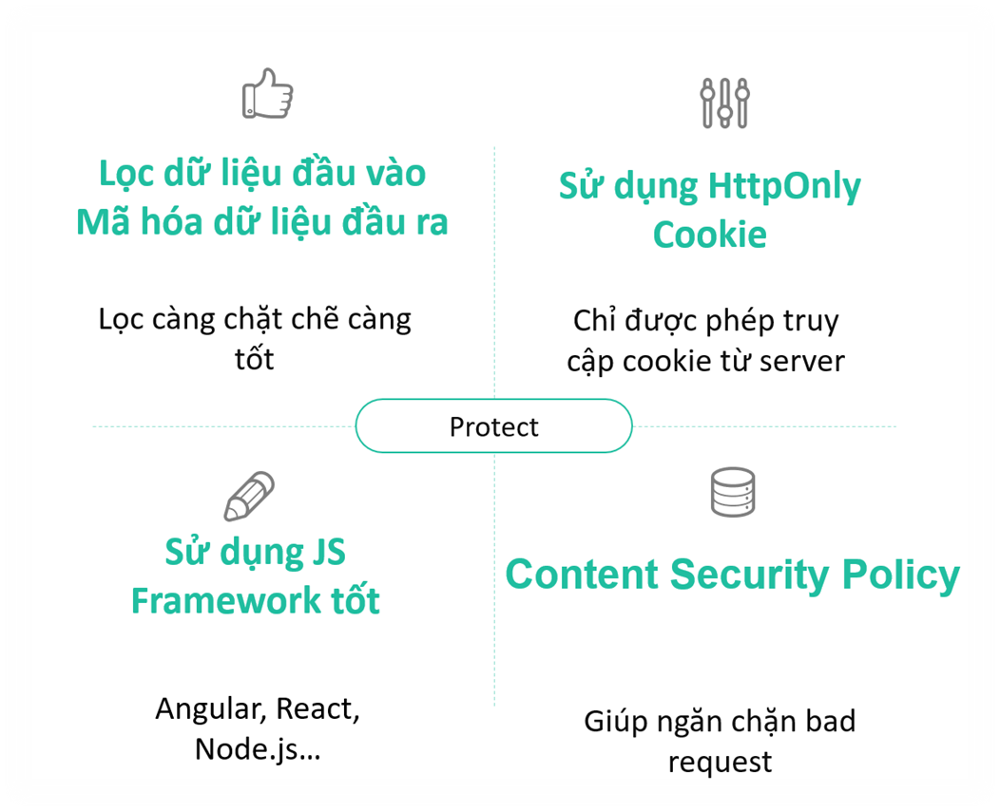 Lọc dữ liệu đầu vào
Mã hóa dữ liệu đầu ra
Lọc càng chặt chẽ càng
tốt
Sử dụng HttpOnly
Cookie
Chỉ được phép truy
cập cookie từ server
Protect
Sử dụng JS
Framework tốt
Angular, React,
Node.js...
Content Security Policy
Giúp ngăn chặn bad
request